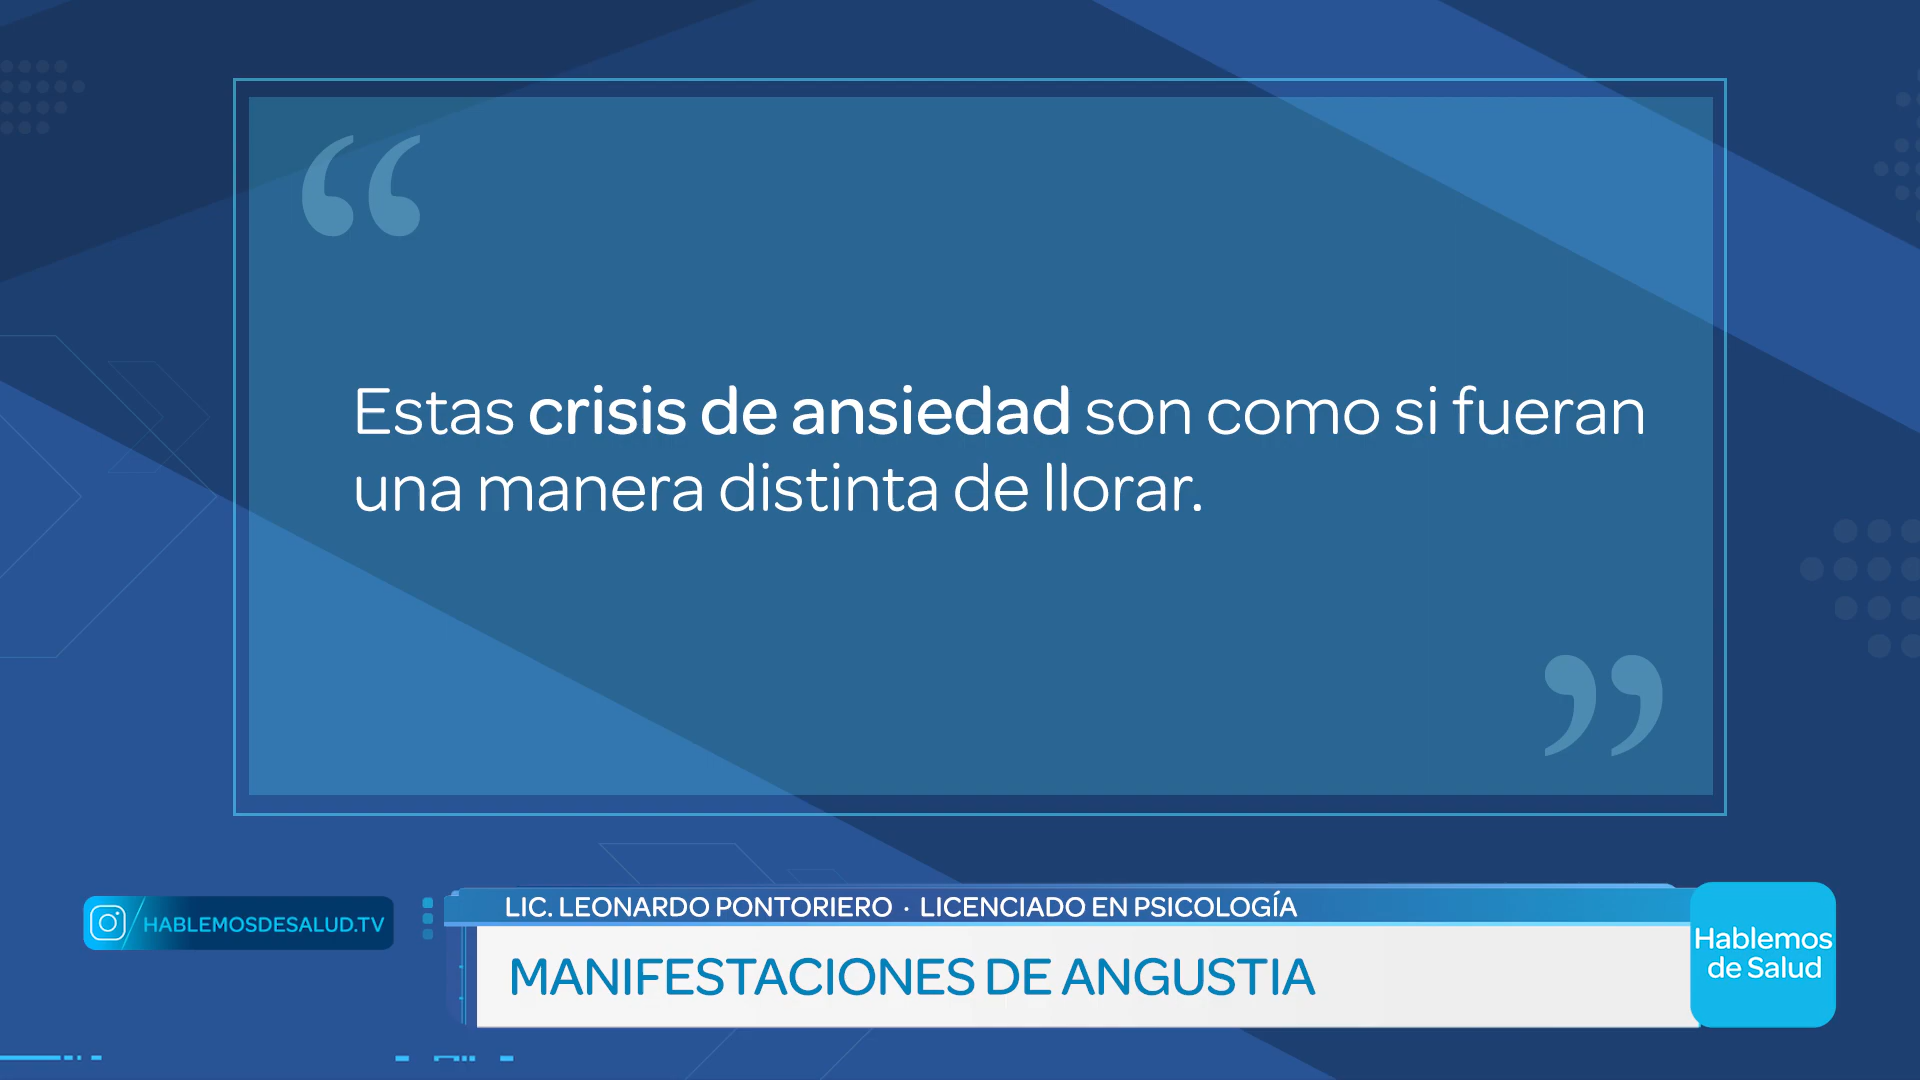 Estas crisis de ansiedad son como si fueran
una manera distinta de llorar.
HABLEMOSDESALUD.TV
LIC. LEONARDO PONTORIERO · LICENCIADO EN PSICOLOGÍA
MANIFESTACIONES DE ANGUSTIA
Hablemos
de Salud